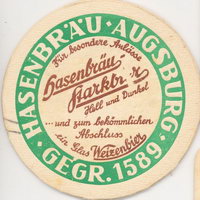 HASENBRÄU · AUGSBURG
· GEGR. 1589 ·
Für besondere Anlässe
Hasenbräu
Hell und Dunkel
... und zum bekömmlichen
Abschluss
ein Glas Weizenbier